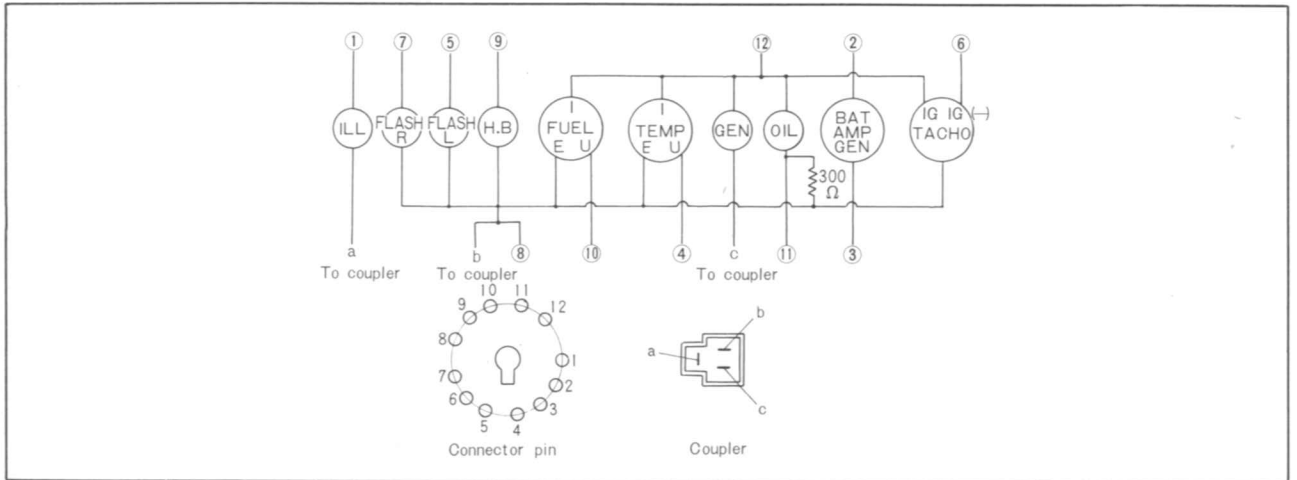 ① ⑦ ⑤ ⑨ ⑫ ② ⑥
ILL FLASH R FLASH L H.B I FUEL E U I TEMP E U GEN OIL BAT AMP GEN IG IG (—) TACHO
300 Ω
a b ⑧ ⑩ ④ c ⑪ ③
To coupler To coupler To coupler
10 11
9 12
8 1
7 2
6 3
5 4
Connector pin
b
a
c
Coupler